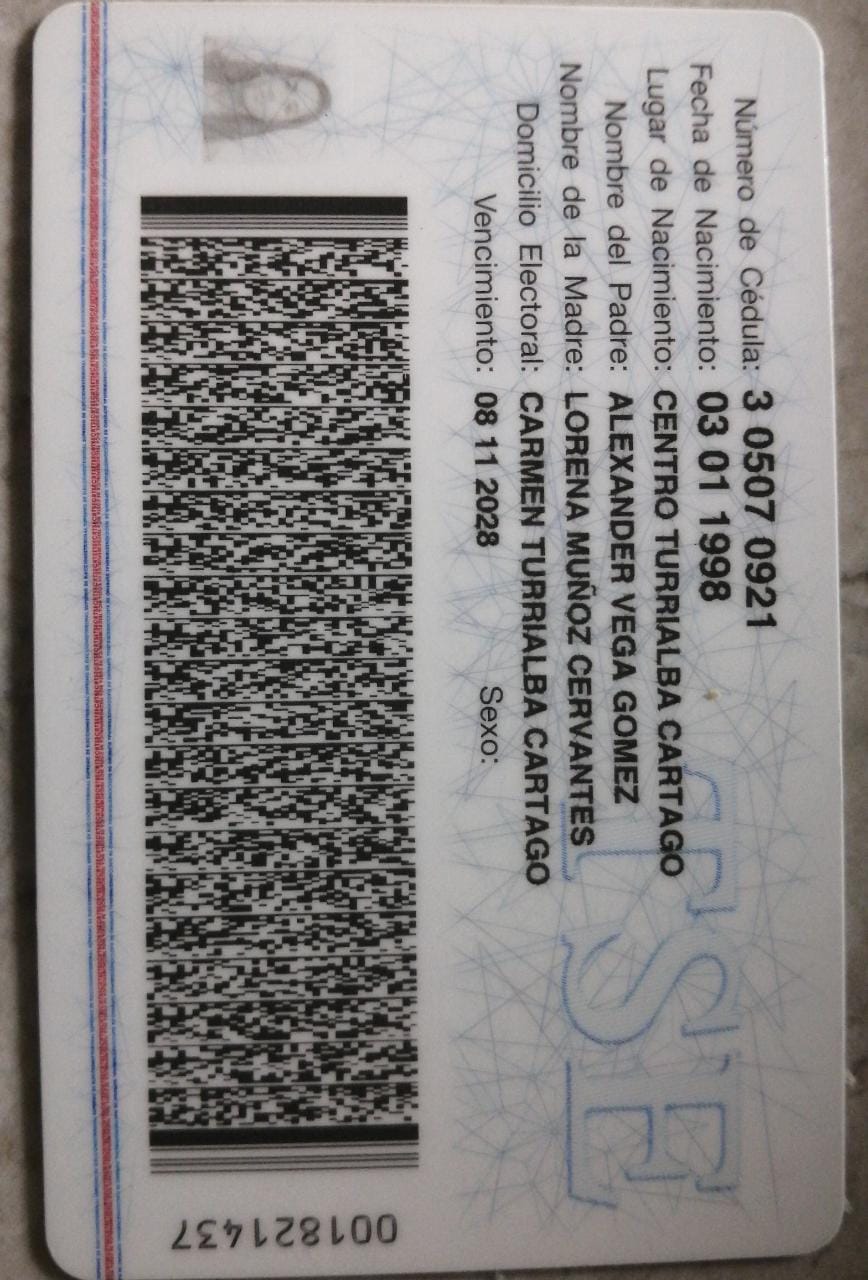 Número de Cédula: 3 0507 0921
Fecha de Nacimiento: 03 01 1998
Lugar de Nacimiento: CENTRO TURRIALBA CARTAGO
Nombre del Padre: ALEXANDER VEGA GOMEZ
Nombre de la Madre: LORENA MUÑOZ CERVANTES
Domicilio Electoral: CARMEN TURRIALBA CARTAGO
Vencimiento: 08 11 2028 Sexo:
TSE
001821437